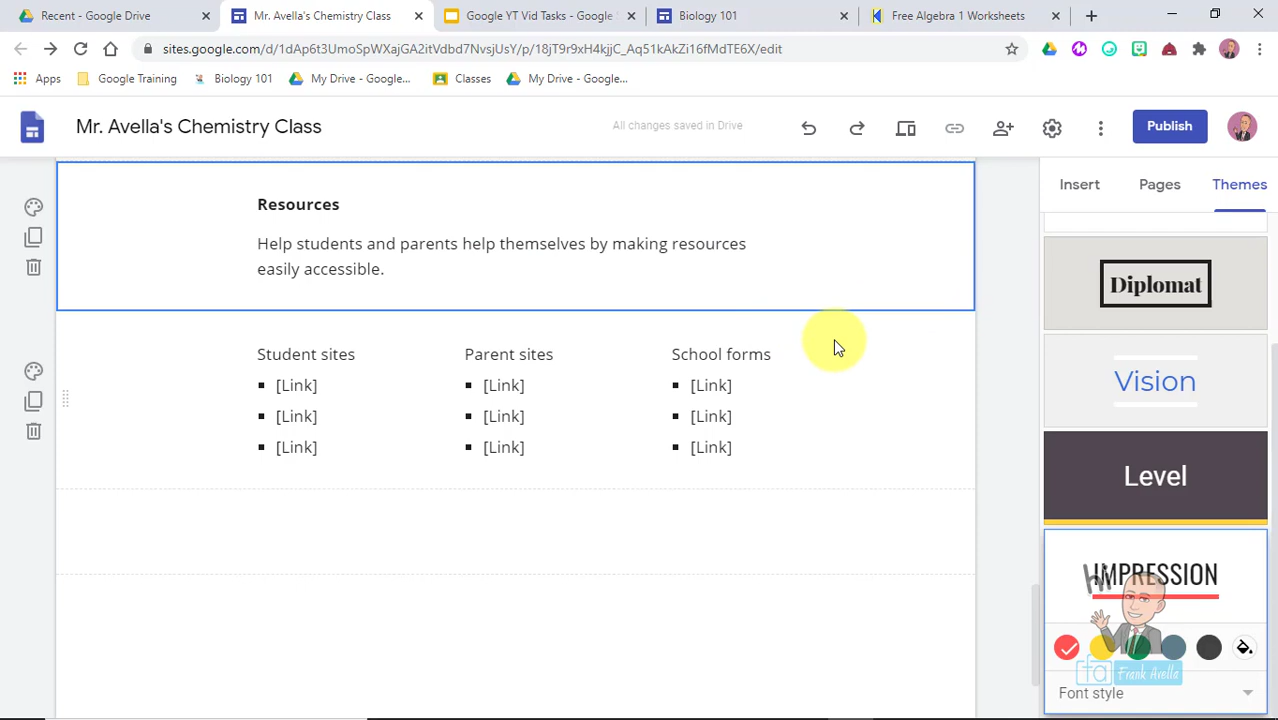 Recent - Google Drive
Mr. Avella's Chemistry Class
Google YT Vid Tasks - Google
Biology 101
Free Algebra 1 Worksheets
sites.google.com/d/1dAp6t3UmoSpWXajGA2itVdbd7NvsjUsY/p/18jT9r9xH4kjjC_Aq51kAkZi16fMdTE6X/edit
Apps
Google Training
Biology 101
My Drive - Google...
Classes
My Drive - Google...
Mr. Avella's Chemistry Class
All changes saved in Drive
Publish
Insert
Pages
Themes
Resources
Help students and parents help themselves by making resources
easily accessible.
Student sites
[Link]
[Link]
[Link]
Parent sites
[Link]
[Link]
[Link]
School forms
[Link]
[Link]
[Link]
Diplomat
Vision
Level
IMPRESSION
hi
fa
Frank Avella
Font style